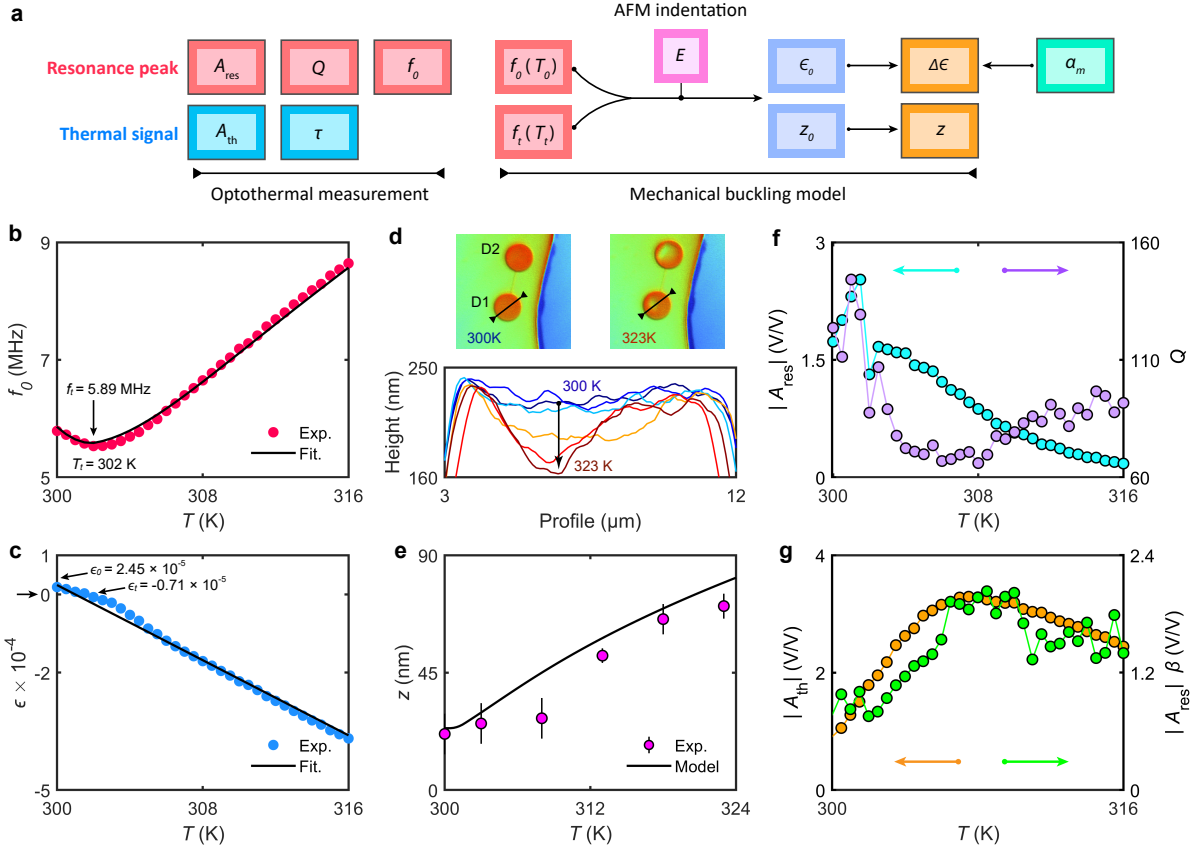 a
AFM indentation
Resonance peak
A_res
Q
f_0
f_0 (T_0)
E
ϵ_0
Δϵ
α_m
Thermal signal
A_th
τ
f_t (T_t)
z_0
z
Optothermal measurement
Mechanical buckling model
b
9
7
5
f_0 (MHz)
f_t = 5.89 MHz
T_t = 302 K
Exp.
Fit.
300
308
316
T (K)
c
1
0
-2
-5
ϵ × 10^-4
ϵ_0 = 2.45 × 10^-5
ϵ_t = -0.71 × 10^-5
Exp.
Fit.
300
308
316
T (K)
d
D2
D1
300K
323K
250
160
Height (nm)
300 K
323 K
3
12
Profile (µm)
e
90
45
0
z (nm)
Exp.
Model
300
312
324
T (K)
f
3
1.5
0
| A_res | (V/V)
160
110
60
Q
300
308
316
T (K)
g
4
2
0
| A_th | (V/V)
2.4
1.2
0
| A_res | β (V/V)
300
308
316
T (K)